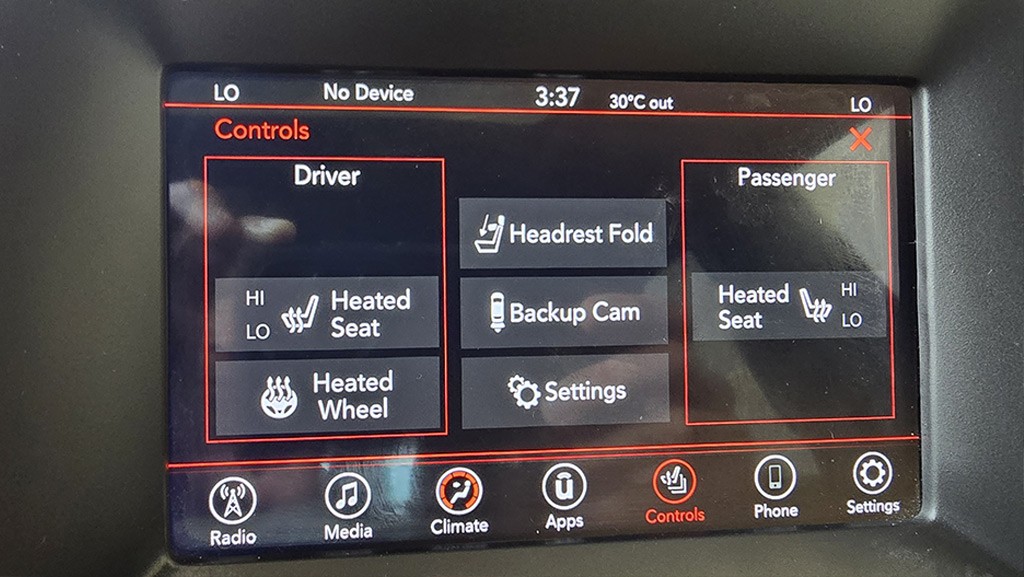 LO No Device 3:37 30°C out LO
Controls
Driver
HI
LO
Heated
Seat
Heated
Wheel
Headrest Fold
Backup Cam
Settings
Passenger
Heated
Seat
HI
LO
Radio Media Climate Apps Controls Phone Settings